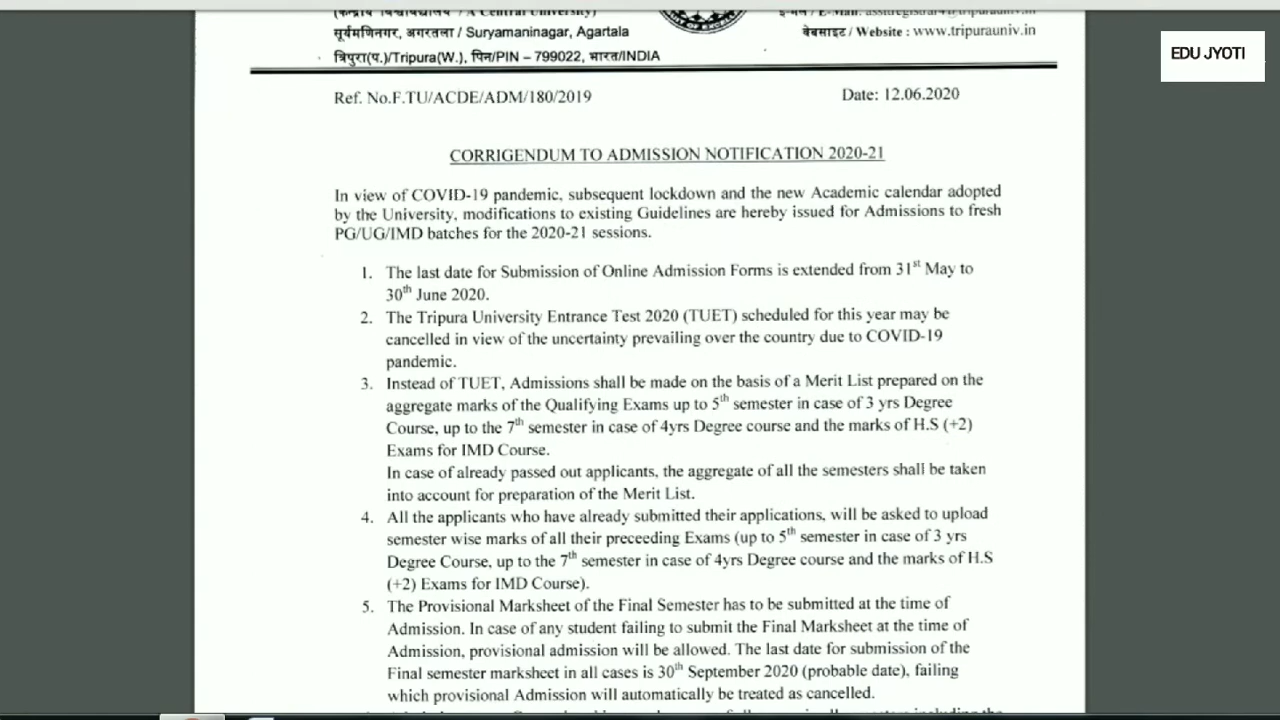 (केन्द्रीय विश्वविद्यालय / A Central University)
सूर्यमणिनगर, अगरतला / Suryamaninagar, Agartala
त्रिपुरा(प.)/Tripura(W.), पिन/PIN – 799022, भारत/INDIA
ई-मेल / E-Mail:
वेबसाइट / Website : www.tripurauniv.in
EDU JYOTI
Ref. No.F.TU/ACDE/ADM/180/2019
Date: 12.06.2020
CORRIGENDUM TO ADMISSION NOTIFICATION 2020-21
In view of COVID-19 pandemic, subsequent lockdown and the new Academic calendar adopted
by the University, modifications to existing Guidelines are hereby issued for Admissions to fresh
PG/UG/IMD batches for the 2020-21 sessions.
1. The last date for Submission of Online Admission Forms is extended from 31st May to
30th June 2020.
2. The Tripura University Entrance Test 2020 (TUET) scheduled for this year may be
cancelled in view of the uncertainty prevailing over the country due to COVID-19
pandemic.
3. Instead of TUET, Admissions shall be made on the basis of a Merit List prepared on the
aggregate marks of the Qualifying Exams up to 5th semester in case of 3 yrs Degree
Course, up to the 7th semester in case of 4yrs Degree course and the marks of H.S (+2)
Exams for IMD Course.
In case of already passed out applicants, the aggregate of all the semesters shall be taken
into account for preparation of the Merit List.
4. All the applicants who have already submitted their applications, will be asked to upload
semester wise marks of all their preceeding Exams (up to 5th semester in case of 3 yrs
Degree Course, up to the 7th semester in case of 4yrs Degree course and the marks of H.S
(+2) Exams for IMD Course).
5. The Provisional Marksheet of the Final Semester has to be submitted at the time of
Admission. In case of any student failing to submit the Final Marksheet at the time of
Admission, provisional admission will be allowed. The last date for submission of the
Final semester marksheet in all cases is 30th September 2020 (probable date), failing
which provisional Admission will automatically be treated as cancelled.